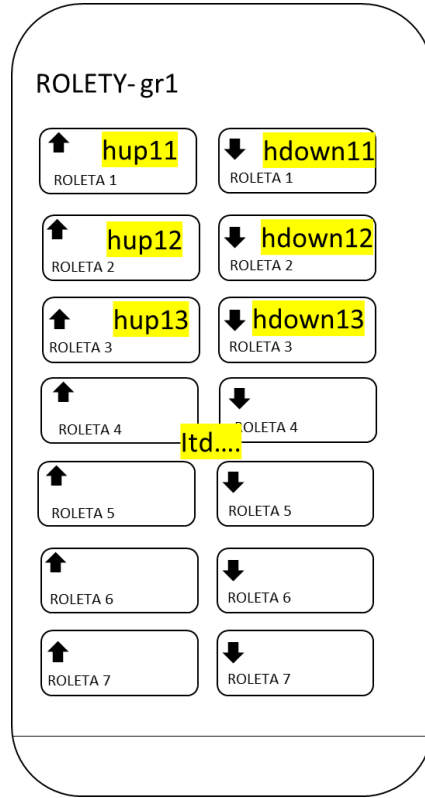 ROLETY- gr1
hup11
hdown11
ROLETA 1
ROLETA 1
hup12
hdown12
ROLETA 2
ROLETA 2
hup13
hdown13
ROLETA 3
ROLETA 3
ROLETA 4
ROLETA 4
Itd....
ROLETA 5
ROLETA 5
ROLETA 6
ROLETA 6
ROLETA 7
ROLETA 7